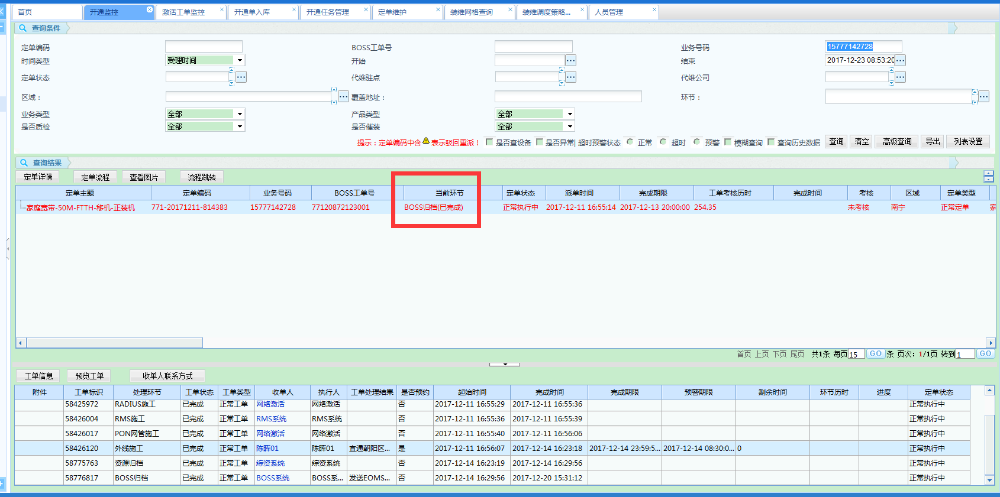 首页 开通监控 激活工单监控 开通单入库 开通任务管理 定单维护 装维网格查询 装维调度策略... 人员管理
查询条件
定单编码 BOSS工单号 业务号码 15777142728
时间类型 受理时间 开始 结束 2017-12-23 08:53:20
定单状态 代维驻点 代维公司
区域： 覆盖地址： 环节：
业务类型 全部 产品类型 全部
是否质检 全部 是否催装 全部
提示：定单编码中含 表示驳回重派！ 是否查设备 是否异常| 超时预警状态 正常 超时 预警 模糊查询 查询历史数据 查询 清空 高级查询 导出 列表设置
查询结果
定单详情 定单流程 查看图片 流程跳转
定单主题 定单编码 业务号码 BOSS工单号 当前环节 定单状态 派单时间 完成期限 工单考核历时 完成时间 考核 区域 定单类型
家庭宽带-50M-FTTH-移机-正装机 771-20171211-814383 15777142728 77120872123001 BOSS归档(已完成) 正常执行中 2017-12-11 16:55:14 2017-12-13 20:00:00 254.35 未考核 南宁 正常定单 家
首页 上页 下页 尾页 共1条 每页 15 GO 条 页次：1/1页 转到 1 GO
工单信息 预览工单 收单人联系方式
附件 工单标识 处理环节 工单状态 工单类型 收单人 执行人 工单处理结果 是否预约 起始时间 完成时间 完成期限 预警期限 剩余时间 环节历时 进度 定单状态
58425972 RADIUS施工 已完成 正常工单 网络激活 网络激活 否 2017-12-11 16:55:29 2017-12-11 16:55:36 正常执行中
58426004 RMS施工 已完成 正常工单 RMS系统 RMS系统 否 2017-12-11 16:55:36 2017-12-11 16:55:39 正常执行中
58426017 PON网管施工 已完成 正常工单 网络激活 网络激活 否 2017-12-11 16:55:40 2017-12-11 16:56:06 正常执行中
58426120 外线施工 已完成 正常工单 陈晖01 陈晖01 宜通朝阳区... 是 2017-12-11 16:56:07 2017-12-14 16:23:18 2017-12-14 23:59:5... 2017-12-14 08:30:0... 0 正常执行中
58775763 资源归档 已完成 正常工单 综资系统 综资系统 否 2017-12-14 16:23:19 2017-12-14 16:29:56 正常执行中
58776817 BOSS归档 已完成 正常工单 BOSS系统 BOSS系... 发送EOMS... 否 2017-12-14 16:29:56 2017-12-20 15:31:12 正常执行中